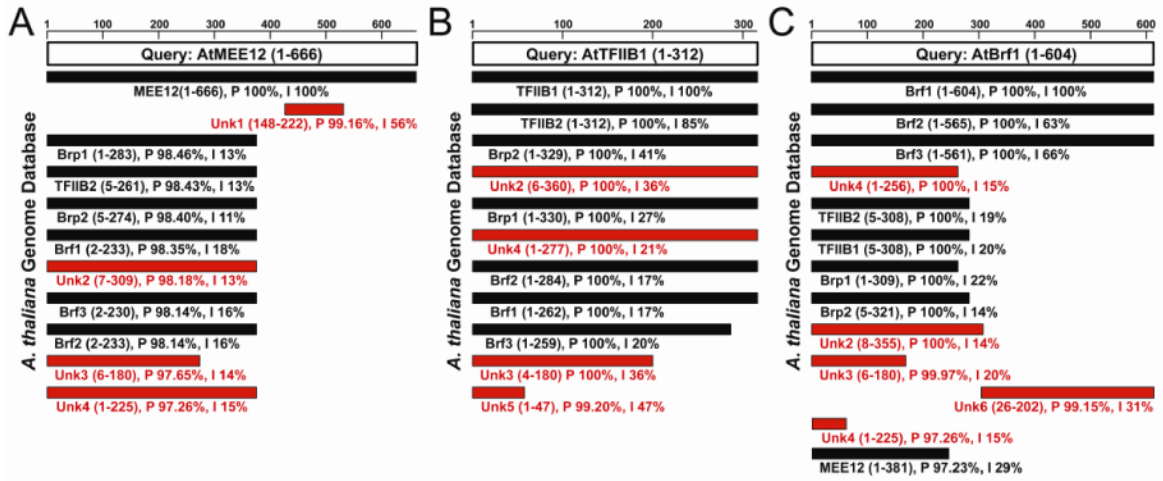 A
1 100 200 300 400 500 600
Query: AtMEE12 (1-666)
MEE12(1-666), P 100%, I 100%
Unk1 (148-222), P 99.16%, I 56%
Brp1 (1-283), P 98.46%, I 13%
TFIIB2 (5-261), P 98.43%, I 13%
Brp2 (5-274), P 98.40%, I 11%
Brf1 (2-233), P 98.35%, I 18%
Unk2 (7-309), P 98.18%, I 13%
Brf3 (2-230), P 98.14%, I 16%
Brf2 (2-233), P 98.14%, I 16%
Unk3 (6-180), P 97.65%, I 14%
Unk4 (1-225), P 97.26%, I 15%
A. thaliana Genome Database
B
1 100 200 300
Query: AtTFIIB1 (1-312)
TFIIB1 (1-312), P 100%, I 100%
TFIIB2 (1-312), P 100%, I 85%
Brp2 (1-329), P 100%, I 41%
Unk2 (6-360), P 100%, I 36%
Brp1 (1-330), P 100%, I 27%
Unk4 (1-277), P 100%, I 21%
Brf2 (1-284), P 100%, I 17%
Brf1 (1-262), P 100%, I 17%
Brf3 (1-259), P 100%, I 20%
Unk3 (4-180) P 100%, I 36%
Unk5 (1-47), P 99.20%, I 47%
A. thaliana Genome Database
C
1 100 200 300 400 500 600
Query: AtBrf1 (1-604)
Brf1 (1-604), P 100%, I 100%
Brf2 (1-565), P 100%, I 63%
Brf3 (1-561), P 100%, I 66%
Unk4 (1-256), P 100%, I 15%
TFIIB2 (5-308), P 100%, I 19%
TFIIB1 (5-308), P 100%, I 20%
Brp1 (1-309), P 100%, I 22%
Brp2 (5-321), P 100%, I 14%
Unk2 (8-355), P 100%, I 14%
Unk3 (6-180), P 99.97%, I 20%
Unk6 (26-202), P 99.15%, I 31%
Unk4 (1-225), P 97.26%, I 15%
MEE12 (1-381), P 97.23%, I 29%
A. thaliana Genome Database